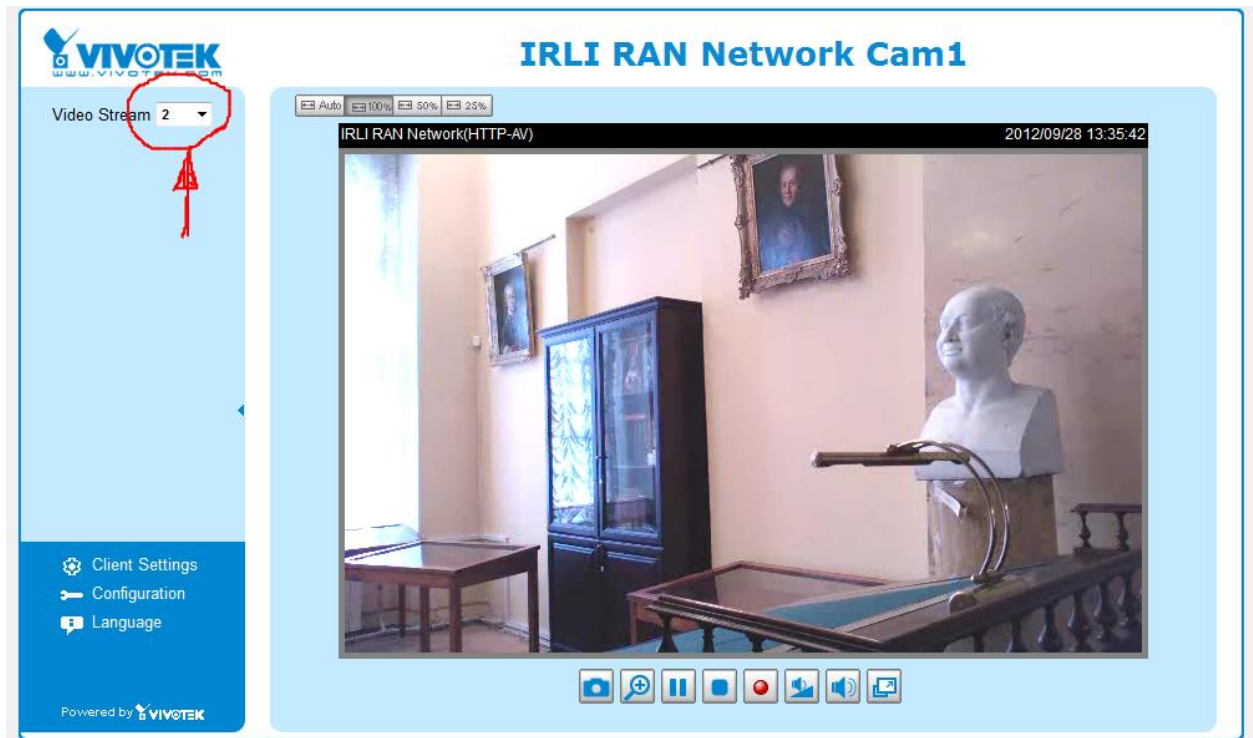 VIVOTEK
www.vivotek.com
IRLI RAN Network Cam1
Video Stream 2
Auto 100% 50% 25%
IRLI RAN Network(HTTP-AV) 2012/09/28 13:35:42
Client Settings
Configuration
Language
Powered by VIVOTEK